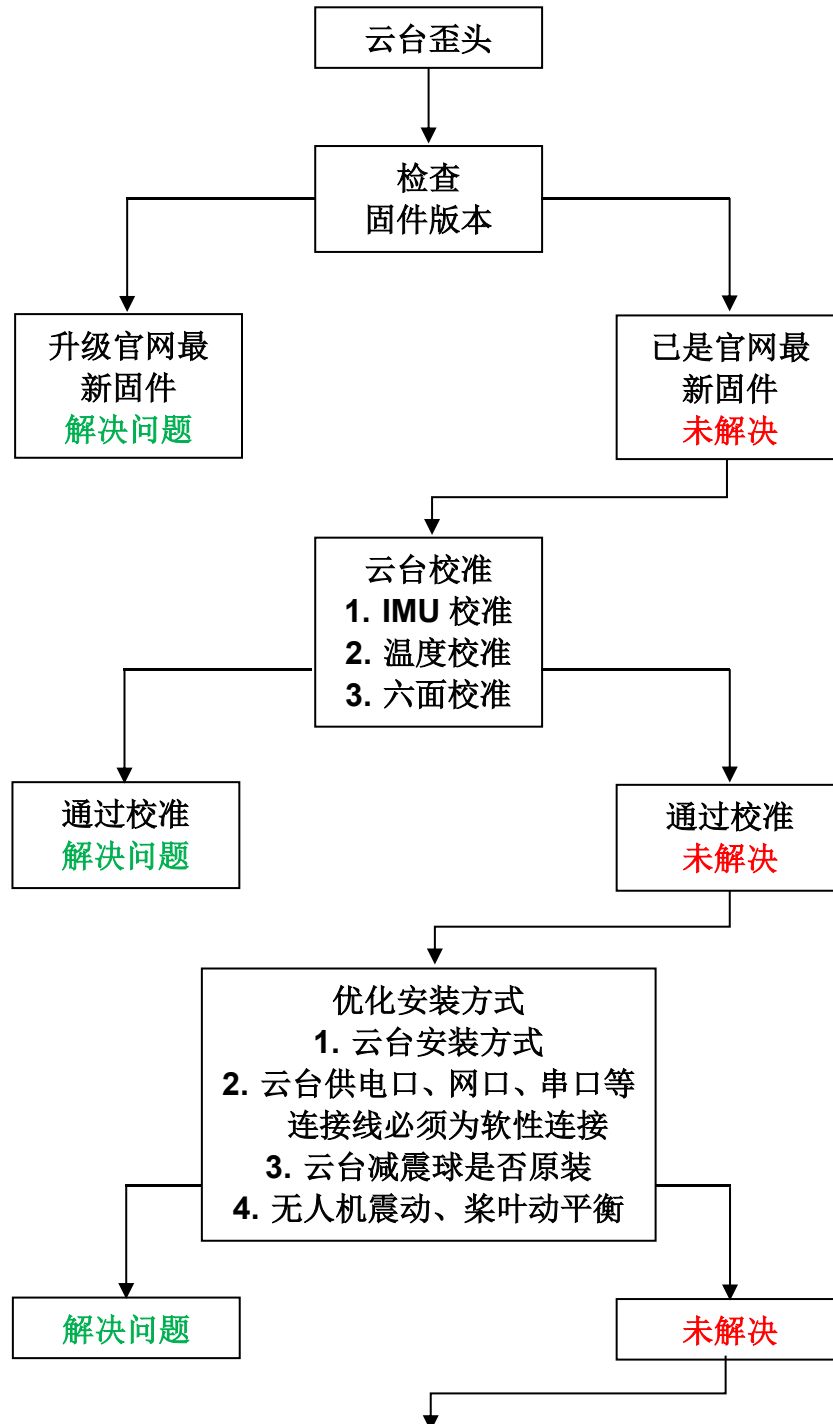 云台歪头
检查
固件版本
升级官网最
新固件
解决问题
已是官网最
新固件
未解决
云台校准
1. IMU 校准
2. 温度校准
3. 六面校准
通过校准
解决问题
通过校准
未解决
优化安装方式
1. 云台安装方式
2. 云台供电口、网口、串口等
连接线必须为软性连接
3. 云台减震球是否原装
4. 无人机震动、桨叶动平衡
解决问题
未解决